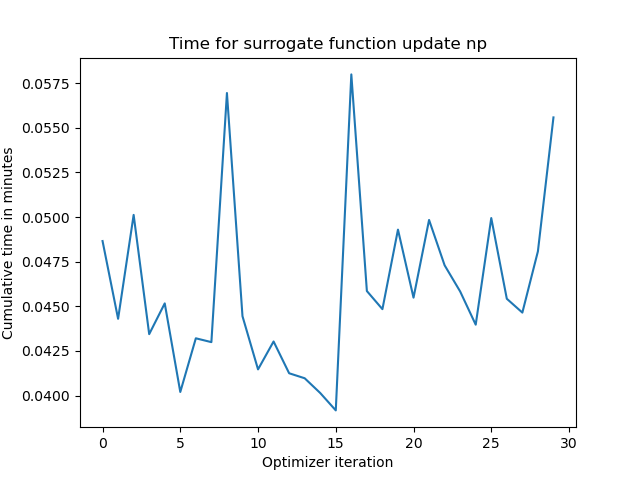 Time for surrogate function update np
Cumulative time in minutes
0.0575
0.0550
0.0525
0.0500
0.0475
0.0450
0.0425
0.0400
0 5 10 15 20 25 30
Optimizer iteration